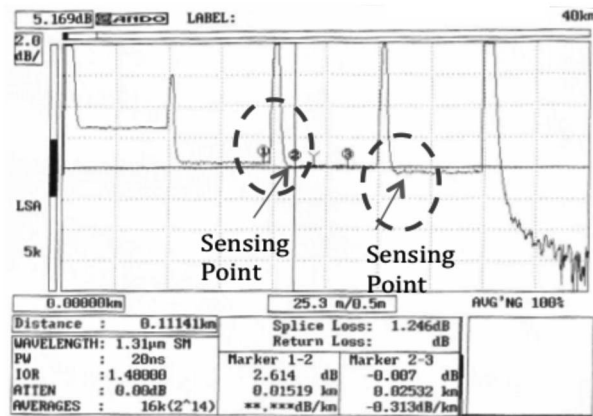 5.169dB ANDO LABEL: 40km
2.0
dB/
① ② ③
LSA
5k
Sensing
Point
Sensing
Point
0.00000km 25.3 m/0.5m AVG'NG 100%
Distance : 0.11141km
WAVELENGTH: 1.31µm SM
PW : 20ns
IOR : 1.48000
ATTEN : 0.00dB
AVERAGES : 16k(2^14)
Splice Loss: 1.246dB
Return Loss: dB
Marker 1-2 Marker 2-3
2.614 dB -0.007 dB
0.01519 km 0.02532 km
**.***dB/km -0.313dB/km